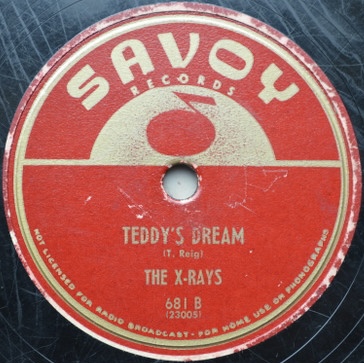 SAVOY
RECORDS
TEDDY'S DREAM
(T. Reig)
THE X-RAYS
681 B
(23005)
NOT LICENSED FOR RADIO BROADCAST - FOR HOME USE ON PHONOGRAPHS